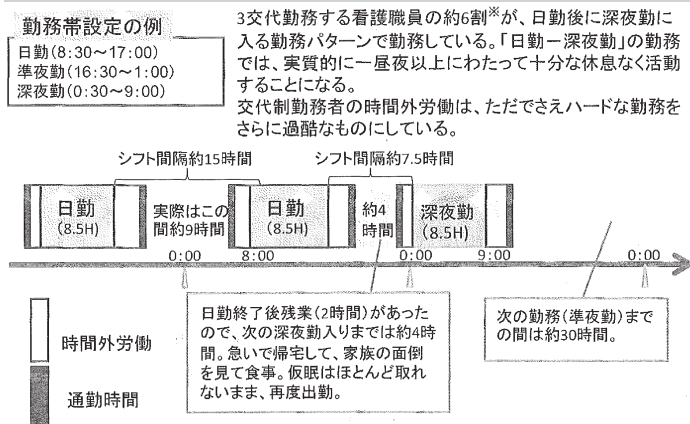 勤務帯設定の例
日勤(8:30～17:00)
準夜勤(16:30～1:00)
深夜勤(0:30～9:00)
3交代勤務する看護職員の約6割※が、日勤後に深夜勤に
入る勤務パターンで勤務している。「日勤ー深夜勤」の勤務
では、実質的に一昼夜以上にわたって十分な休息なく活動
することになる。
交代制勤務者の時間外労働は、ただでさえハードな勤務を
さらに過酷なものにしている。
シフト間隔約15時間
シフト間隔約7.5時間
日勤
(8.5H)
実際はこの
間約9時間
日勤
(8.5H)
約4
時間
深夜勤
(8.5H)
0:00
8:00
0:00
9:00
0:00
時間外労働
通勤時間
日勤終了後残業(2時間)があった
ので、次の深夜勤入りまでは約4時
間。急いで帰宅して、家族の面倒
を見て食事。仮眠はほとんど取れ
ないまま、再度出勤。
次の勤務(準夜勤)まで
の間は約30時間。